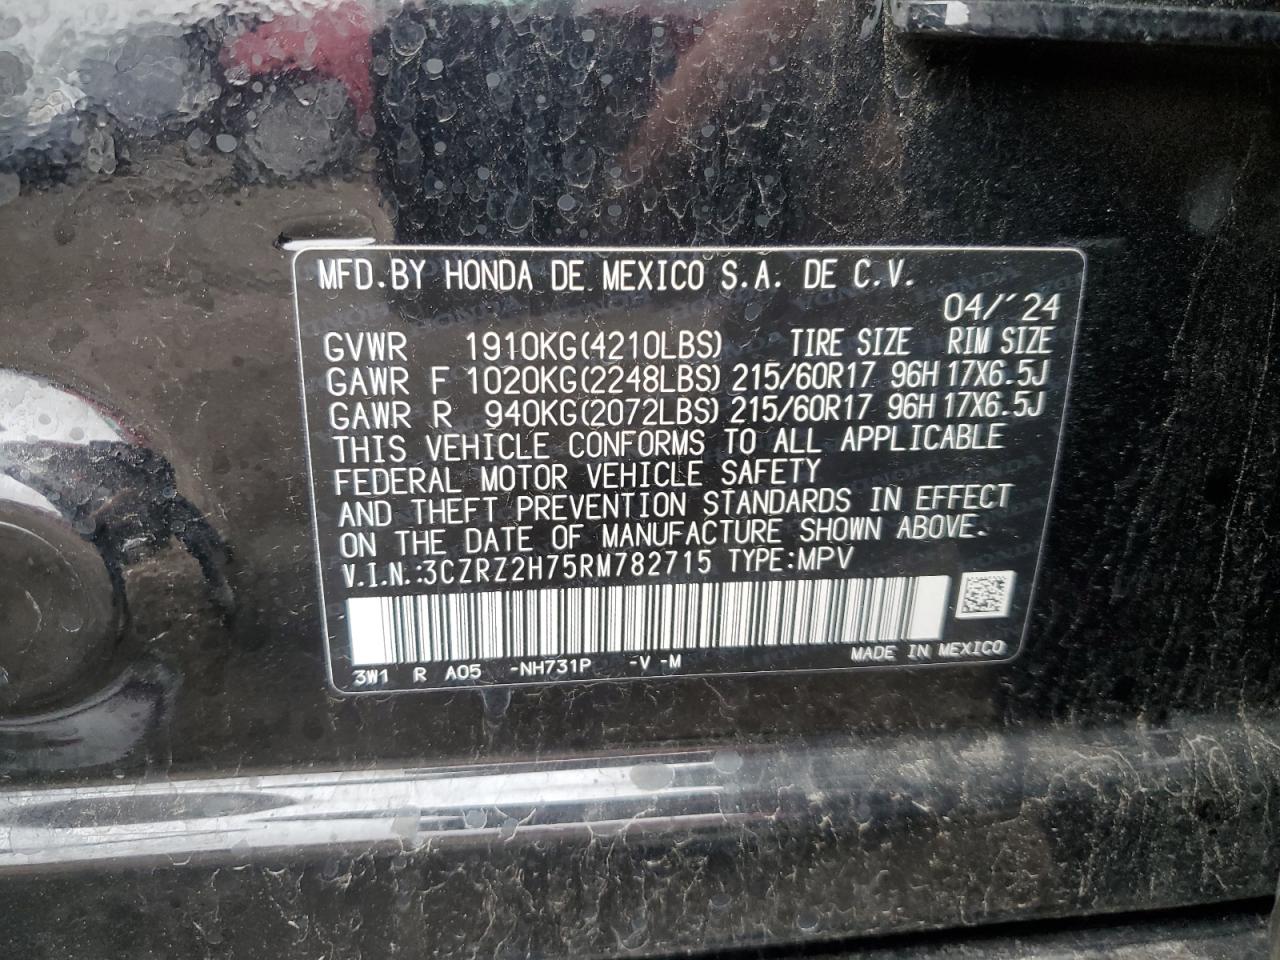 MFD.BY HONDA DE MEXICO S.A. DE C.V.
04/'24
GVWR 1910KG(4210LBS) TIRE SIZE RIM SIZE
GAWR F 1020KG(2248LBS) 215/60R17 96H 17X6.5J
GAWR R 940KG(2072LBS) 215/60R17 96H 17X6.5J
THIS VEHICLE CONFORMS TO ALL APPLICABLE
FEDERAL MOTOR VEHICLE SAFETY
AND THEFT PREVENTION STANDARDS IN EFFECT
ON THE DATE OF MANUFACTURE SHOWN ABOVE.
V.I.N.:3CZRZ2H75RM782715 TYPE:MPV
3W1 R A05 -NH731P -V -M MADE IN MEXICO